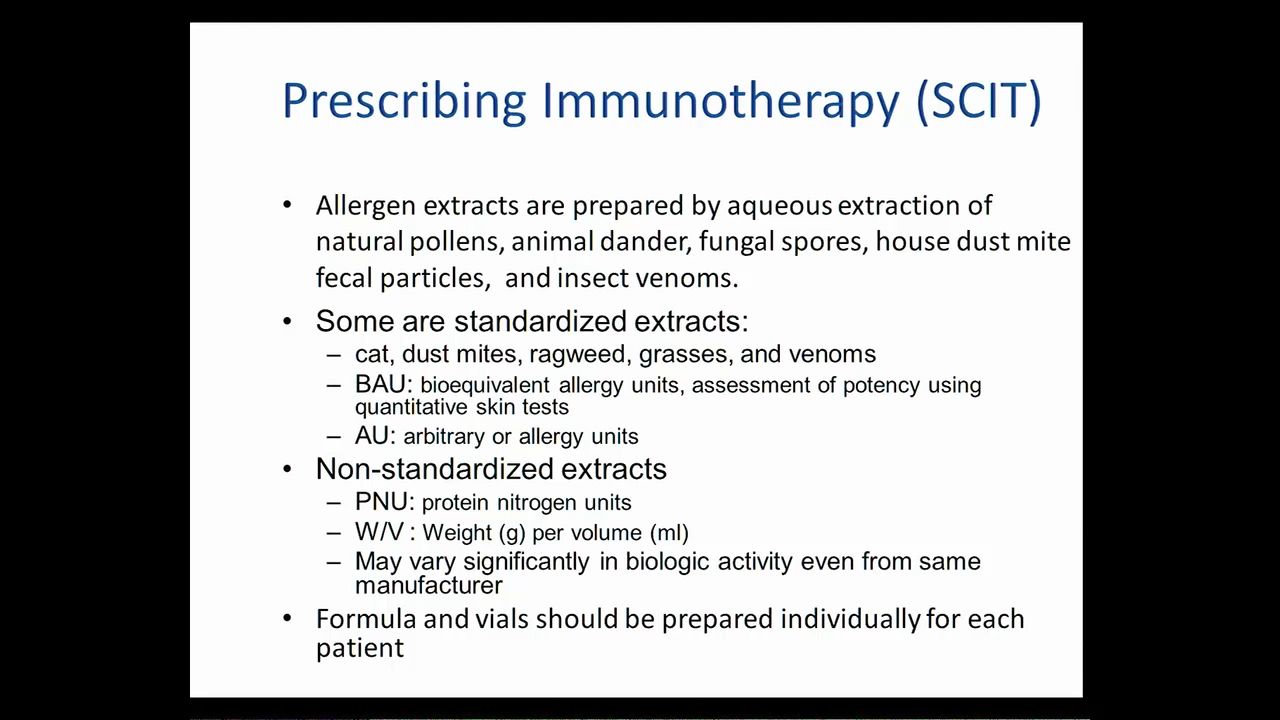 Prescribing Immunotherapy (SCIT)
• Allergen extracts are prepared by aqueous extraction of
natural pollens, animal dander, fungal spores, house dust mite
fecal particles,  and insect venoms.
• Some are standardized extracts:
– cat, dust mites, ragweed, grasses, and venoms
– BAU: bioequivalent allergy units, assessment of potency using
quantitative skin tests
– AU: arbitrary or allergy units
• Non-standardized extracts
– PNU: protein nitrogen units
– W/V : Weight (g) per volume (ml)
– May vary significantly in biologic activity even from same
manufacturer
• Formula and vials should be prepared individually for each
patient